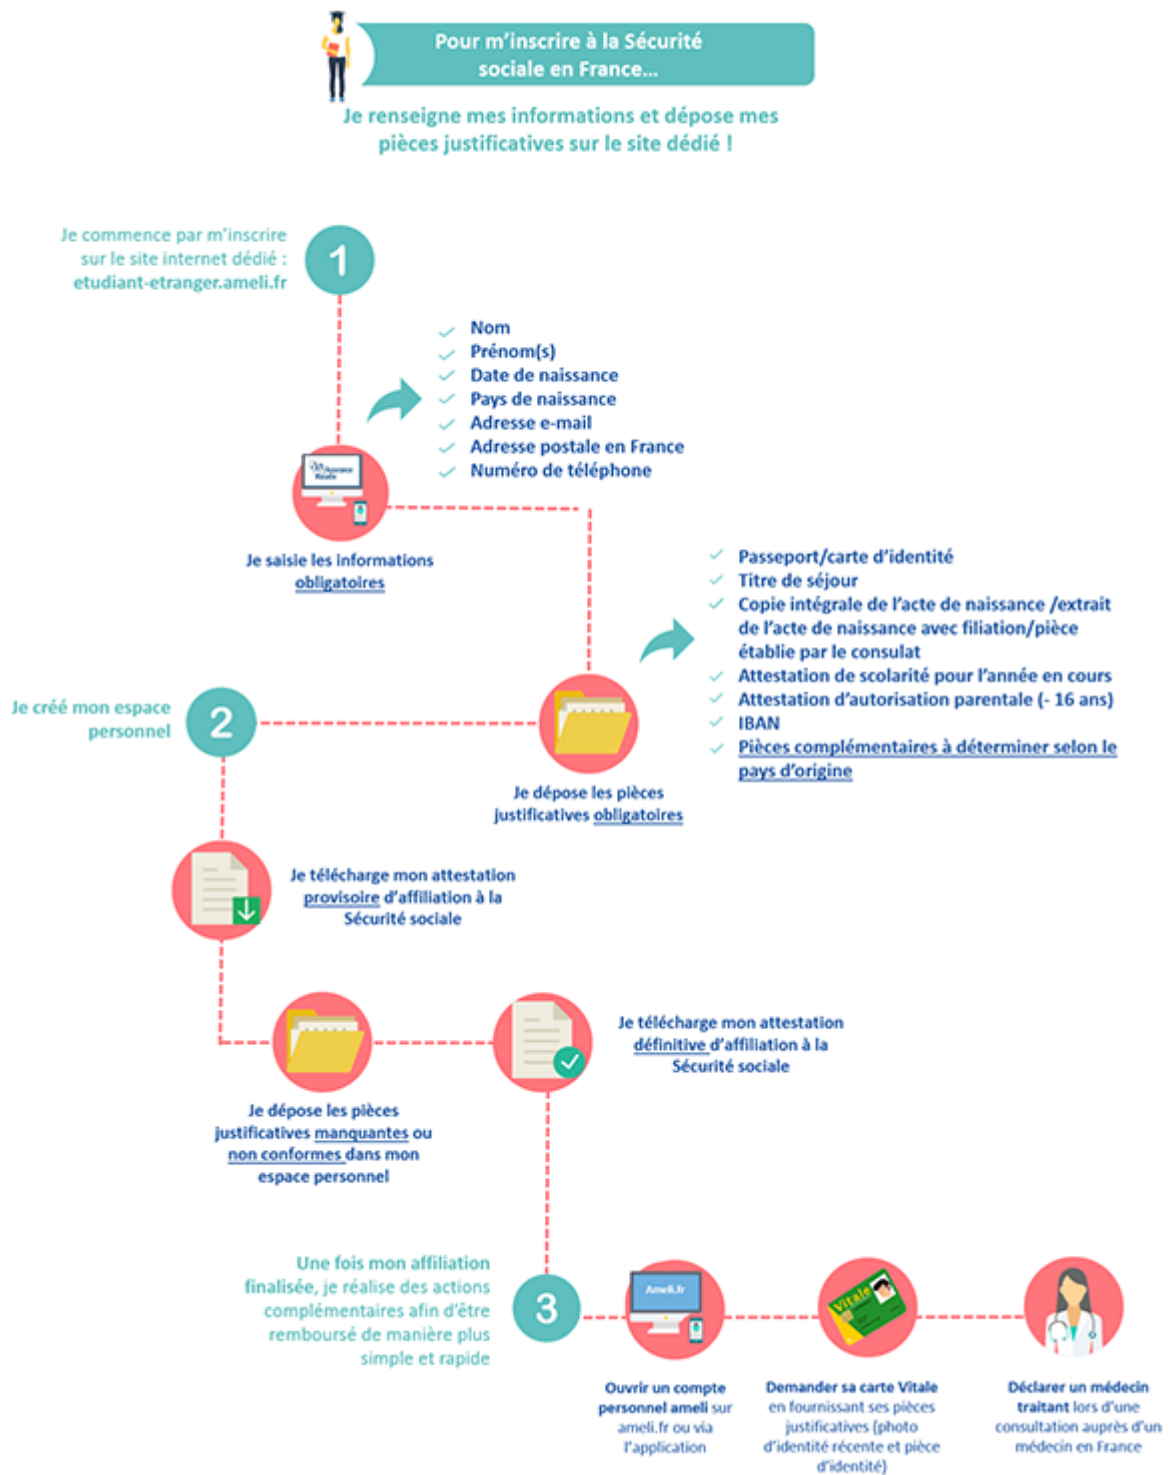 Pour m'inscrire à la Sécurité
sociale en France...
Je renseigne mes informations et dépose mes
pièces justificatives sur le site dédié !
Je commence par m'inscrire
sur le site internet dédié :
etudiant-etranger.ameli.fr
1
Nom
Prénom(s)
Date de naissance
Pays de naissance
Adresse e-mail
Adresse postale en France
Numéro de téléphone
l'Assurance
Maladie
Je saisie les informations
obligatoires
Passeport/carte d'identité
Titre de séjour
Copie intégrale de l'acte de naissance /extrait
de l'acte de naissance avec filiation/pièce
établie par le consulat
Attestation de scolarité pour l'année en cours
Attestation d'autorisation parentale (- 16 ans)
IBAN
Pièces complémentaires à déterminer selon le
pays d'origine
Je dépose les pièces
justificatives obligatoires
Je créé mon espace
personnel
2
Je télécharge mon attestation
provisoire d'affiliation à la
Sécurité sociale
Je dépose les pièces
justificatives manquantes ou
non conformes dans mon
espace personnel
Je télécharge mon attestation
définitive d'affiliation à la
Sécurité sociale
Une fois mon affiliation
finalisée, je réalise des actions
complémentaires afin d'être
remboursé de manière plus
simple et rapide
3
Ameli.fr
Ouvrir un compte
personnel ameli sur
ameli.fr ou via
l'application
Vitale
Demander sa carte Vitale
en fournissant ses pièces
justificatives (photo
d'identité récente et pièce
d'identité)
Déclarer un médecin
traitant lors d'une
consultation auprès d'un
médecin en France